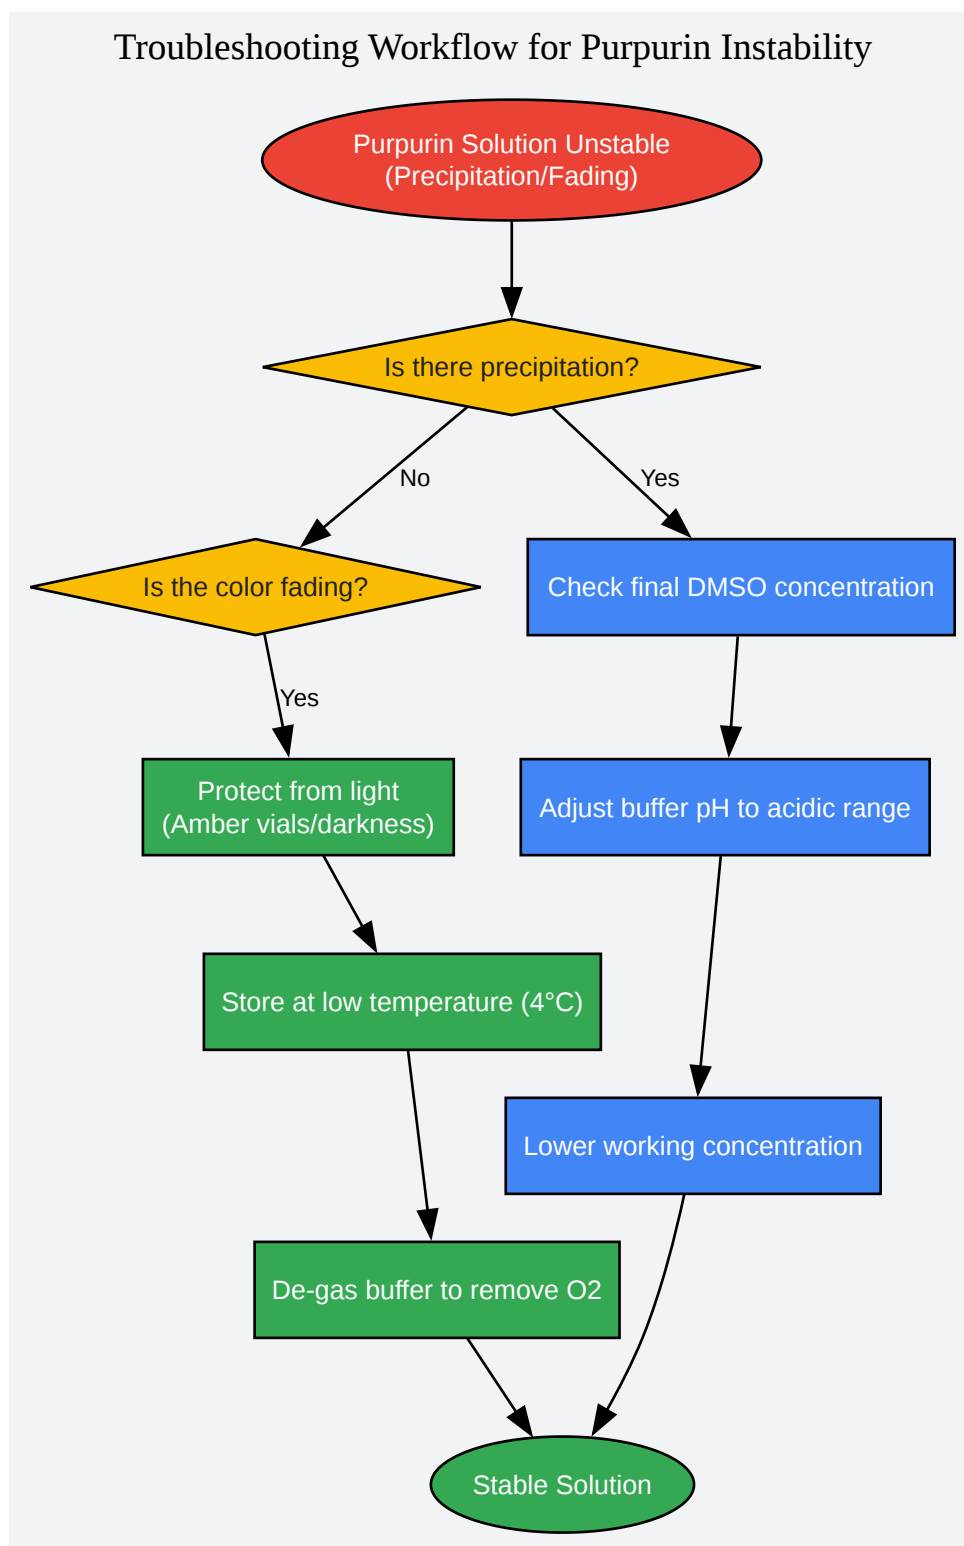 Troubleshooting Workflow for Purpurin Instability
Purpurin Solution Unstable
(Precipitation/Fading)
Is there precipitation?
No
Yes
Is the color fading?
Check final DMSO concentration
Yes
Protect from light
(Amber vials/darkness)
Adjust buffer pH to acidic range
Store at low temperature (4°C)
Lower working concentration
De-gas buffer to remove O2
Stable Solution